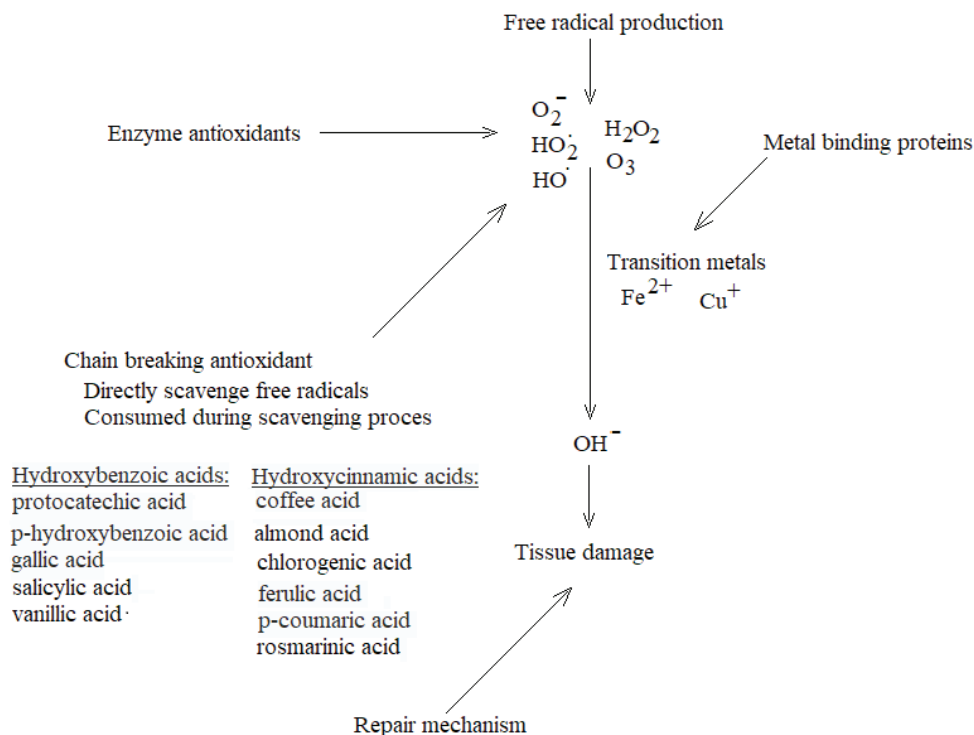 Free radical production
O₂⁻
H₂O₂
Enzyme antıoxidants
HO₂˙
O₃
HO˙
Metal binding proteins
Transition metals
Fe²⁺ Cu⁺
Chain breaking antioxidant
Directly scavenge free radicals
Consumed during scavenging proces
OH⁻
Hydroxybenzoic acids:
protocatechic acid
p-hydroxybenzoic acid
gallic acid
salicylic acid
vanillic acid·
Hydroxycinnamic acids:
coffee acid
almond acid
chlorogenic acid
ferulic acid
p-coumaric acid
rosmarinic acid
Tissue damage
Repair mechanism